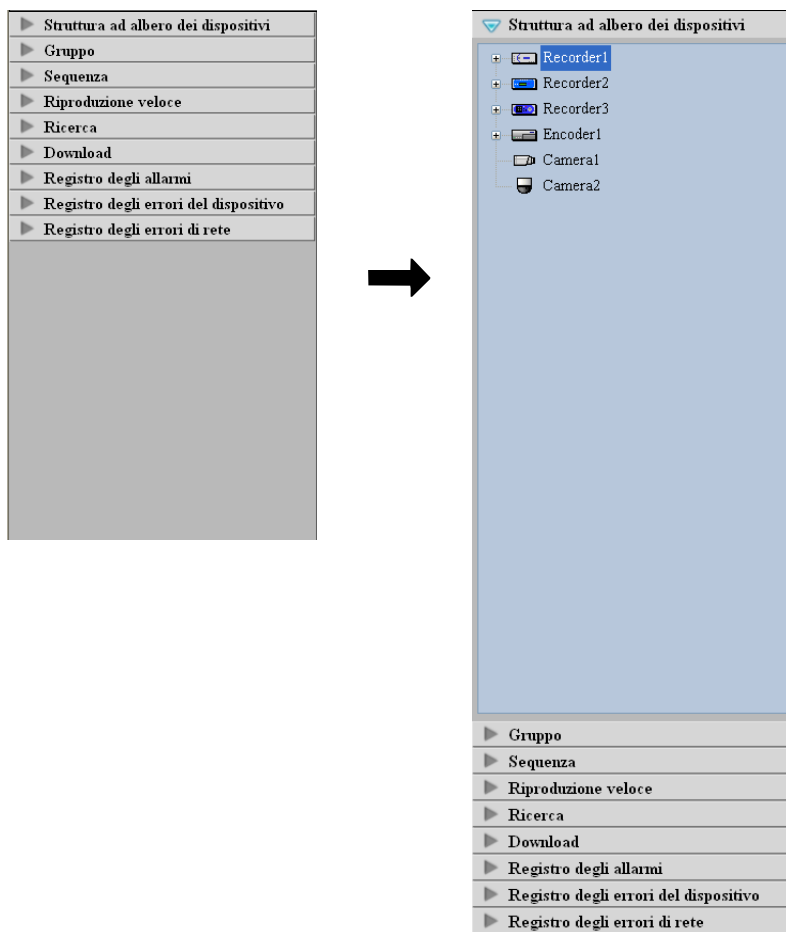 Struttura ad albero dei dispositivi
Gruppo
Sequenza
Riproduzione veloce
Ricerca
Download
Registro degli allarmi
Registro degli errori del dispositivo
Registro degli errori di rete
Struttura ad albero dei dispositivi
Recorder1
Recorder2
Recorder3
Encoder1
Camera1
Camera2
Gruppo
Sequenza
Riproduzione veloce
Ricerca
Download
Registro degli allarmi
Registro degli errori del dispositivo
Registro degli errori di rete